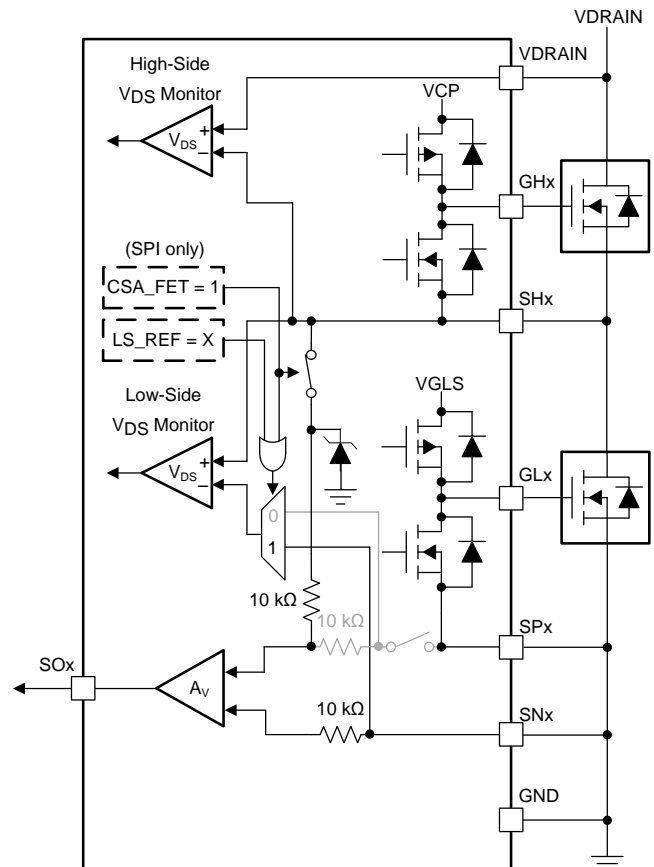 VDRAIN
VDRAIN
High-Side
VDS Monitor
VCP
VDS
+
−
GHx
(SPI only)
CSA_FET = 1
SHx
LS_REF = X
Low-Side
VDS Monitor
VGLS
VDS
+
−
GLx
0
1
10 kΩ
10 kΩ
SPx
SOx
AV
10 kΩ
SNx
GND